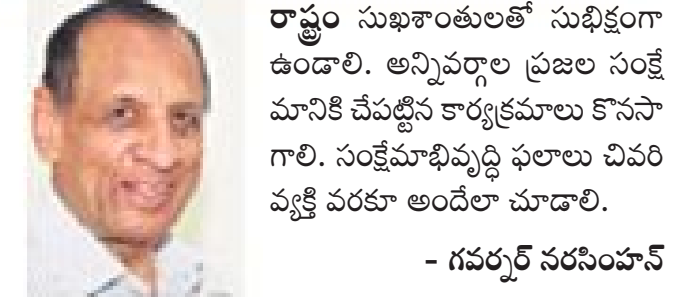 రాష్ట్రం సుఖశాంతులతో సుభిక్షంగా
ఉండాలి. అన్నివర్గాల ప్రజల సంక్షే
మానికి చేపట్టిన కార్యక్రమాలు కొనసా
గాలి. సంక్షేమాభివృద్ధి ఫలాలు చివరి
వ్యక్తి వరకూ అందేలా చూడాలి.
- గవర్నర్ నరసింహన్